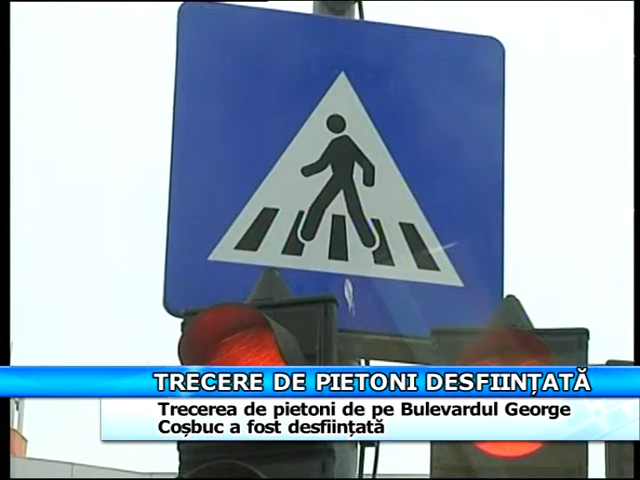 TRECERE DE PIETONI DESFIINȚATĂ
Trecerea de pietoni de pe Bulevardul George
Coșbuc a fost desființată